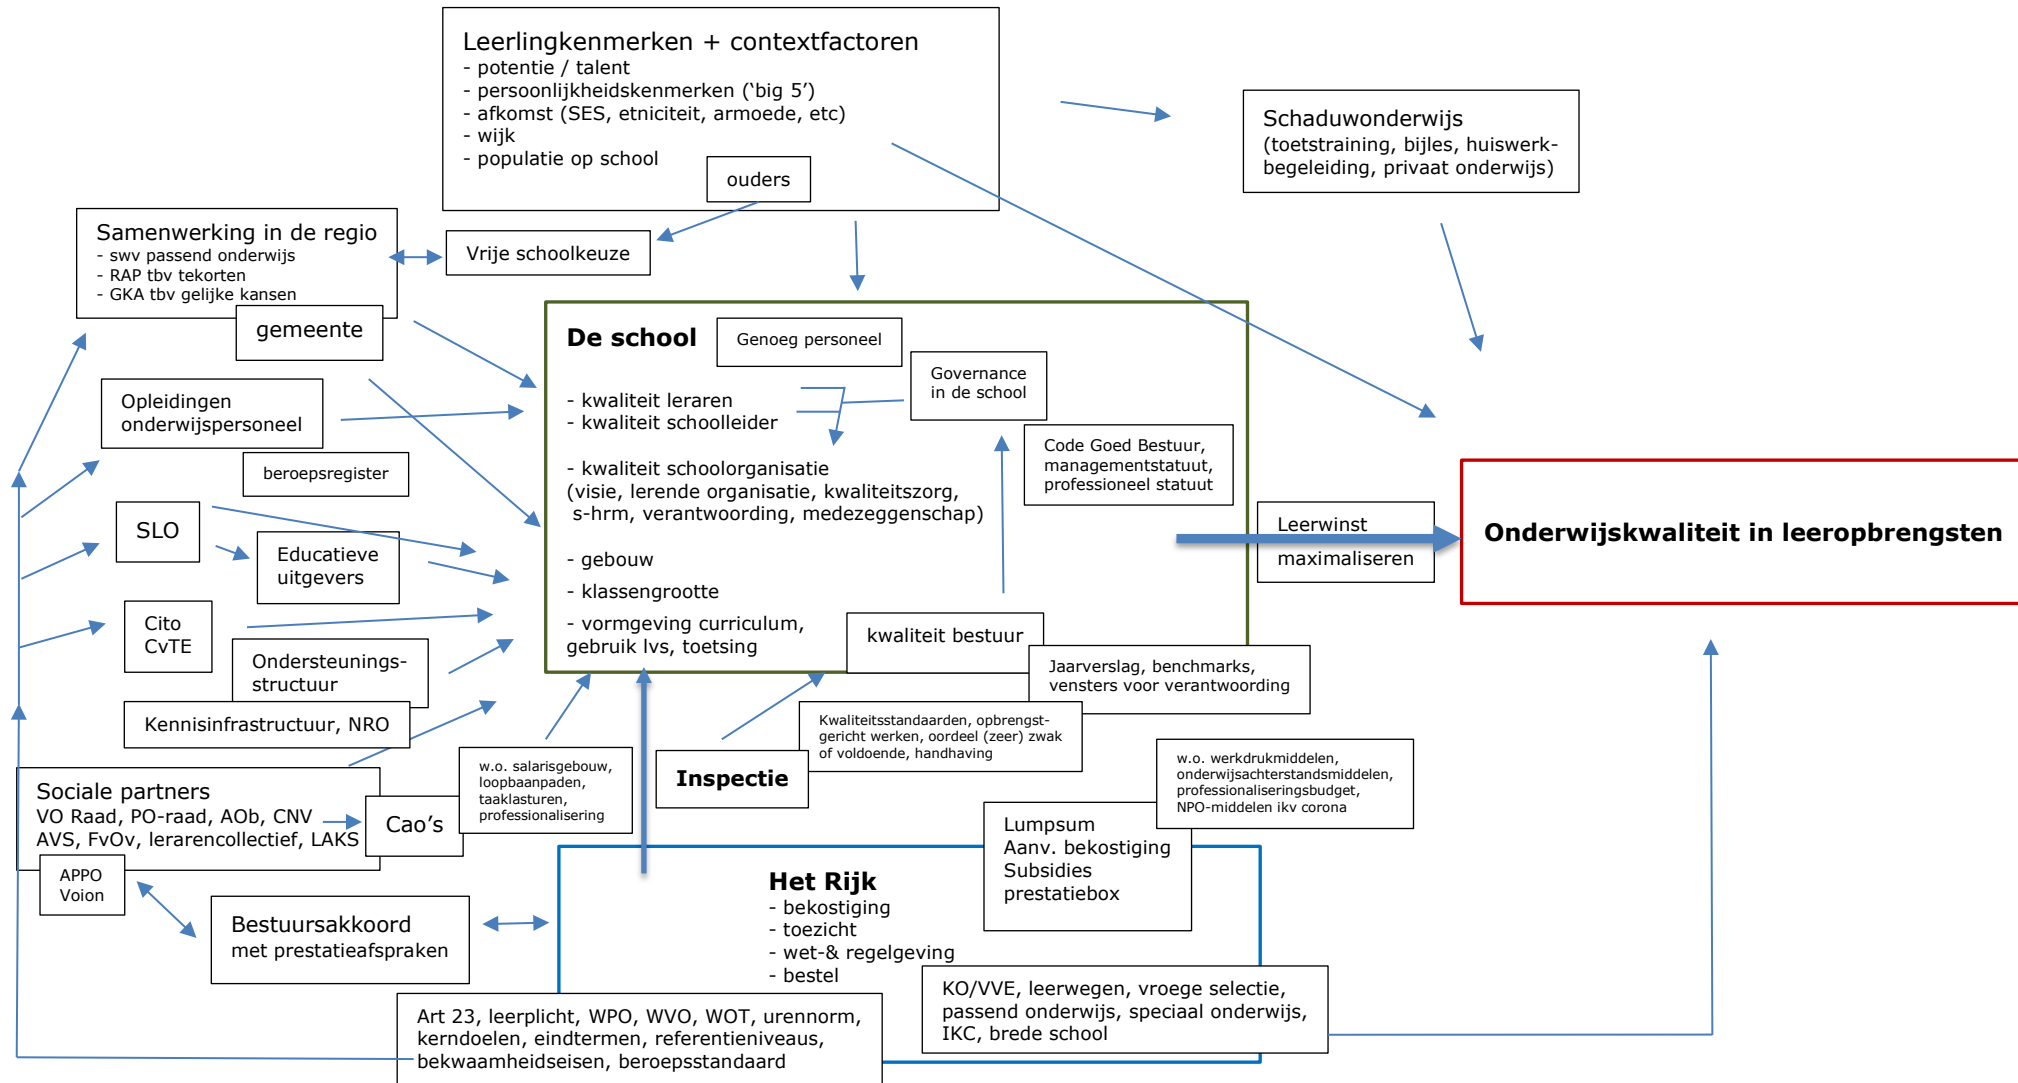 Leerlingkenmerken + contextfactoren
- potentie / talent
- persoonlijkheidskenmerken (‘big 5’)
- afkomst (SES, etniciteit, armoede, etc)
- wijk
- populatie op school
ouders
Schaduwonderwijs
(toetstraining, bijles, huiswerk-
begeleiding, privaat onderwijs)
Samenwerking in de regio
- swv passend onderwijs
- RAP tbv tekorten
- GKA tbv gelijke kansen
gemeente
Vrije schoolkeuze
De school
Genoeg personeel
Governance
in de school
- kwaliteit leraren
- kwaliteit schoolleider
- kwaliteit schoolorganisatie
(visie, lerende organisatie, kwaliteitszorg,
s-hrm, verantwoording, medezeggenschap)
- gebouw
- klassengrootte
- vormgeving curriculum,
gebruik lvs, toetsing
Code Goed Bestuur,
managementstatuut,
professioneel statuut
kwaliteit bestuur
Jaarverslag, benchmarks,
vensters voor verantwoording
Leerwinst
maximaliseren
Onderwijskwaliteit in leeropbrengsten
Opleidingen
onderwijspersoneel
beroepsregister
SLO
Educatieve
uitgevers
Cito
CvTE
Ondersteunings-
structuur
Kennisinfrastructuur, NRO
Sociale partners
VO Raad, PO-raad, AOb, CNV
AVS, FvOv, lerarencollectief, LAKS
APPO
Voion
Cao’s
w.o. salarisgebouw,
loopbaanpaden,
taaklasturen,
professionalisering
Inspectie
Kwaliteitsstandaarden, opbrengst-
gericht werken, oordeel (zeer) zwak
of voldoende, handhaving
w.o. werkdrukmiddelen,
onderwijsachterstandsmiddelen,
professionaliseringsbudget,
NPO-middelen ikv corona
Lumpsum
Aanv. bekostiging
Subsidies
prestatiebox
Bestuursakkoord
met prestatieafspraken
Het Rijk
- bekostiging
- toezicht
- wet-& regelgeving
- bestel
Art 23, leerplicht, WPO, WVO, WOT, urennorm,
kerndoelen, eindtermen, referentieniveaus,
bekwaamheidseisen, beroepsstandaard
KO/VVE, leerwegen, vroege selectie,
passend onderwijs, speciaal onderwijs,
IKC, brede school